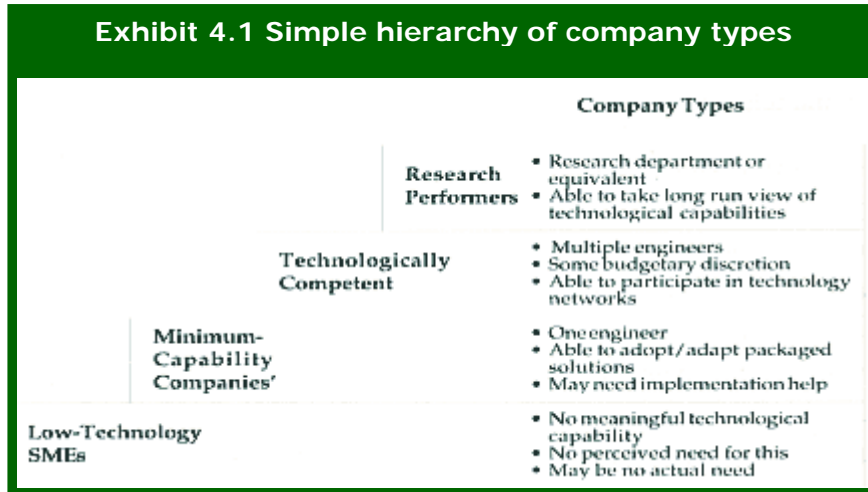 Exhibit 4.1 Simple hierarchy of company types
Company Types
Research
Performers
• Research department or
equivalent
• Able to take long run view of
technological capabilities
Technologically
Competent
• Multiple engineers
• Some budgetary discretion
• Able to participate in technology
networks
Minimum-
Capability
Companies'
• One engineer
• Able to adopt/adapt packaged
solutions
• May need implementation help
Low-Technology
SMEs
• No meaningful technological
capability
• No perceived need for this
• May be no actual need